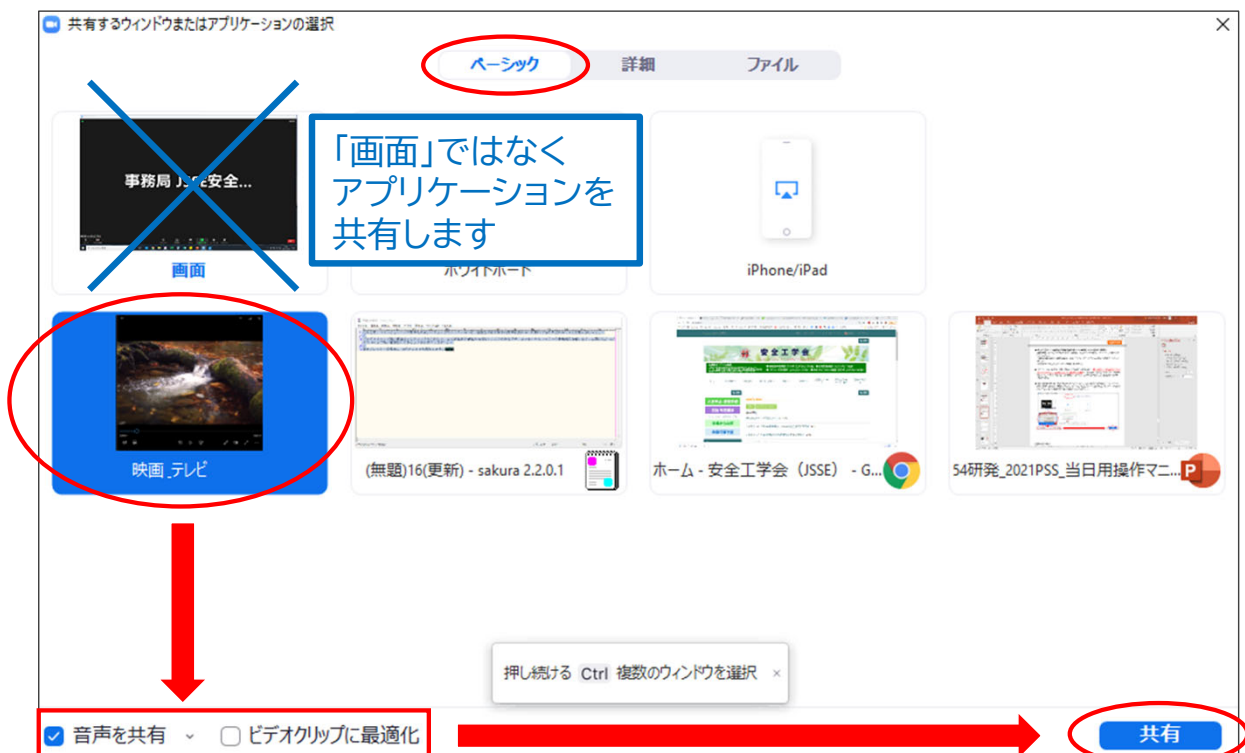 共有するウィンドウまたはアプリケーションの選択
ベーシック
詳細
ファイル
事務局 JSSE安全...
「画面」ではなく
アプリケーションを
共有します
画面
ホワイトボード
iPhone/iPad
映画_テレビ
(無題)16(更新) - sakura 2.2.0.1
安全工学会
ホーム - 安全工学会（JSSE） - G...
54研発_2021PSS_当日用操作マニ...
押し続ける Ctrl 複数のウィンドウを選択
音声を共有
ビデオクリップに最適化
共有